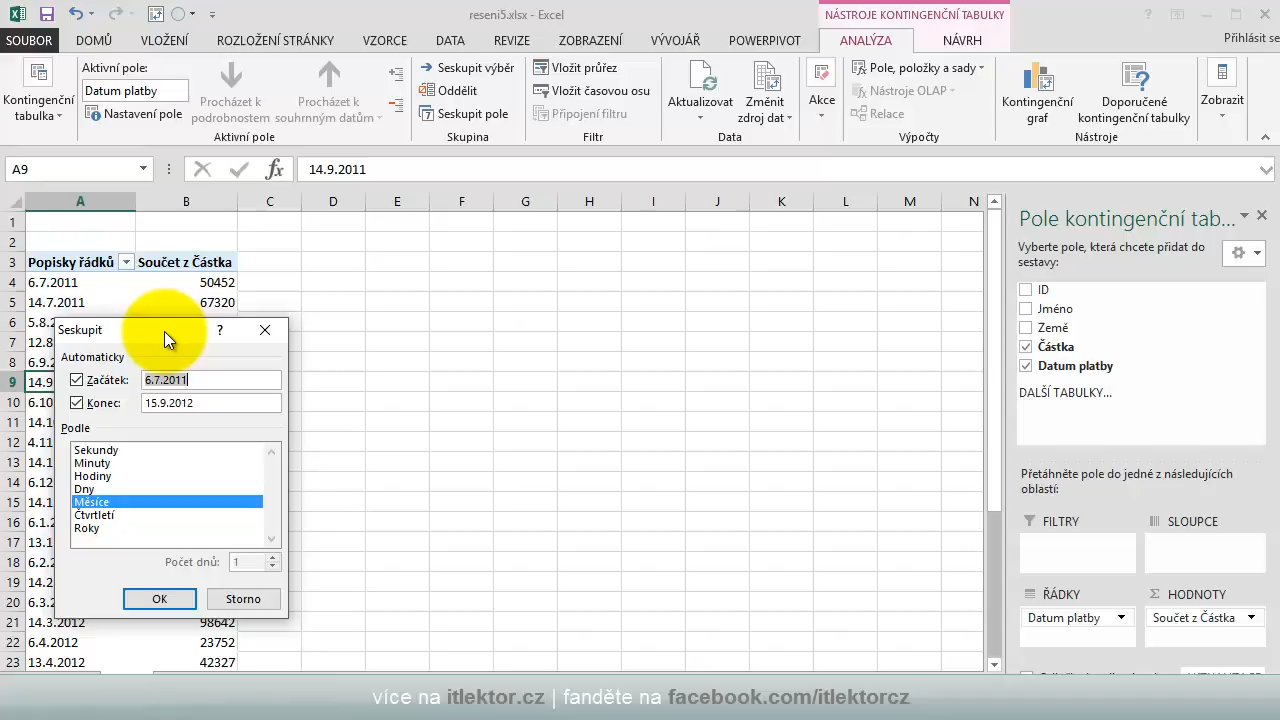 reseni5.xlsx - Excel
NÁSTROJE KONTINGENČNÍ TABULKY
SOUBOR DOMŮ VLOŽENÍ ROZLOŽENÍ STRÁNKY VZORCE DATA REVIZE ZOBRAZENÍ VÝVOJÁŘ POWERPIVOT ANALÝZA NÁVRH Přihlásit se
Kontingenční
tabulka
Aktivní pole:
Datum platby
Nastavení pole
Procházet k
podrobnostem
Procházet k
souhrnným datům
Aktivní pole
Seskupit výběr
Oddělit
Seskupit pole
Skupina
Vložit průřez
Vložit časovou osu
Připojení filtru
Filtr
Aktualizovat
Změnit
zdroj dat
Data
Akce
Pole, položky a sady
Nástroje OLAP
Relace
Výpočty
Kontingenční
graf
Doporučené
kontingenční tabulky
Nástroje
Zobrazit
A9 fx 14.9.2011
A B C D E F G H I J K L M N
1
2
3 Popisky řádků Součet z Částka
4 6.7.2011 50452
5 14.7.2011 67320
6 5.8.2
7 12.8
8 6.9.2
9 14.9
10 6.10
11 14.1
12 4.11
13 14.1
14 6.12
15 14.1
16 6.1.2
17 13.1
18 6.2.2
19 14.2
20 6.3.2
21 14.3.2012 98642
22 6.4.2012 23752
23 13.4.2012 42327
Seskupit ?
Automaticky
Začátek: 6.7.2011
Konec: 15.9.2012
Podle
Sekundy
Minuty
Hodiny
Dny
Měsíce
Čtvrtletí
Roky
Počet dnů: 1
OK Storno
Pole kontingenční tab...
Vyberte pole, která chcete přidat do
sestavy:
ID
Jméno
Země
Částka
Datum platby
DALŠÍ TABULKY...
Přetáhněte pole do jedné z následujících
oblastí:
FILTRY SLOUPCE
ŘÁDKY Σ HODNOTY
Datum platby Součet z Částka
více na itlektor.cz | fanděte na facebook.com/itlektorcz